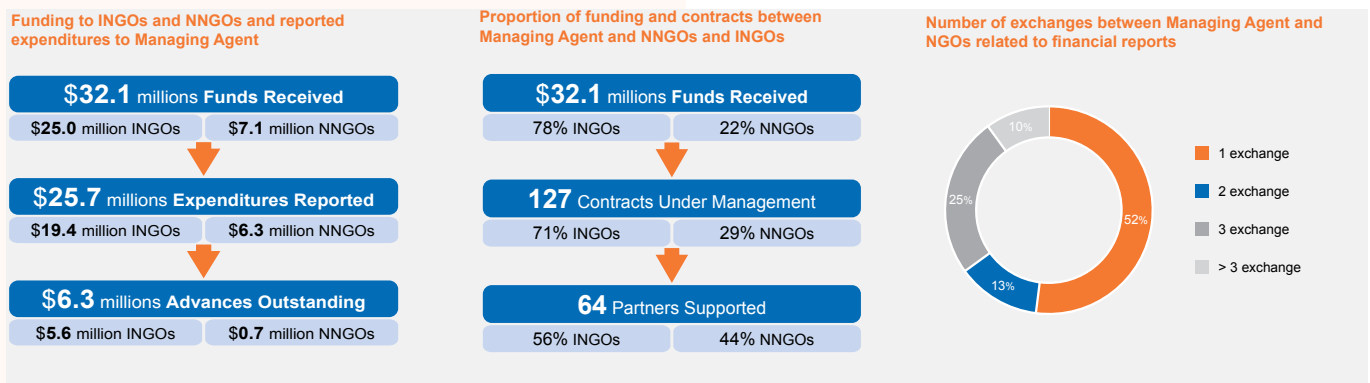 Funding to INGOs and NNGOs and reported
expenditures to Managing Agent
$32.1 millions Funds Received
$25.0 million INGOs
$7.1 million NNGOs
$25.7 millions Expenditures Reported
$19.4 million INGOs
$6.3 million NNGOs
$6.3 millions Advances Outstanding
$5.6 million INGOs
$0.7 million NNGOs
Proportion of funding and contracts between
Managing Agent and NNGOs and INGOs
$32.1 millions Funds Received
78% INGOs
22% NNGOs
127 Contracts Under Management
71% INGOs
29% NNGOs
64 Partners Supported
56% INGOs
44% NNGOs
Number of exchanges between Managing Agent and
NGOs related to financial reports
10%
25%
52%
13%
1 exchange
2 exchange
3 exchange
> 3 exchange